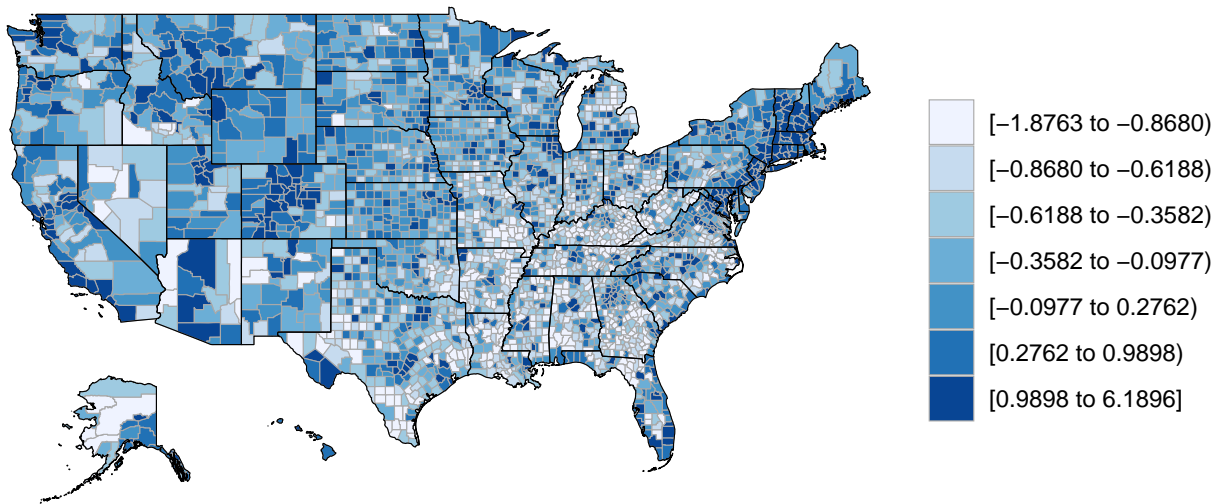 [−1.8763 to −0.8680)
[−0.8680 to −0.6188)
[−0.6188 to −0.3582)
[−0.3582 to −0.0977)
[−0.0977 to 0.2762)
[0.2762 to 0.9898)
[0.9898 to 6.1896]